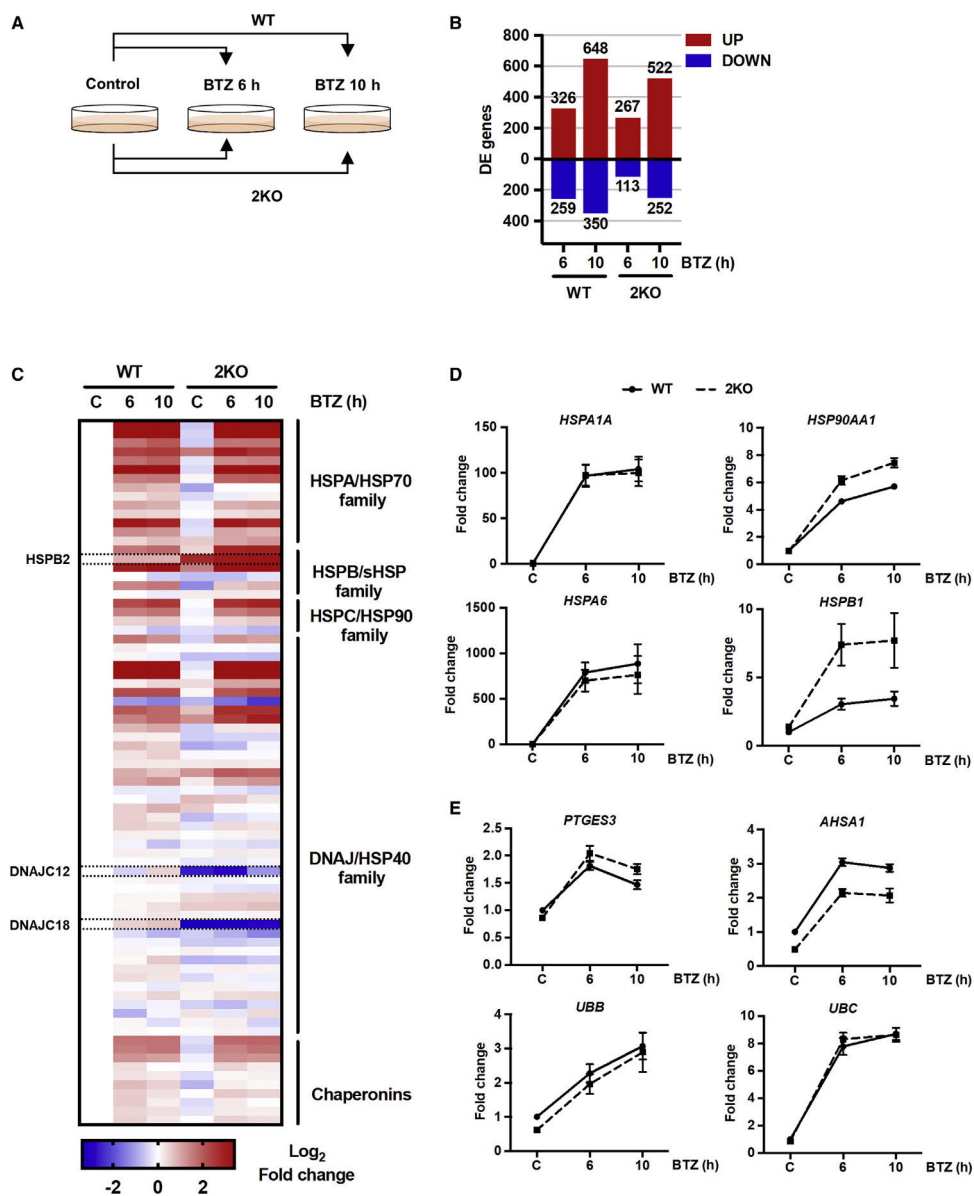 A
WT
Control
BTZ 6 h
BTZ 10 h
2KO
B
UP
DOWN
DE genes
800
600
400
200
0
200
400
326
648
267
522
259
350
113
252
6 10 6 10 BTZ (h)
WT 2KO
C
WT 2KO
C 6 10 C 6 10 BTZ (h)
HSPA/HSP70
family
HSPB2
HSPB/sHSP
family
HSPC/HSP90
family
DNAJ/HSP40
family
DNAJC12
DNAJC18
Chaperonins
Log2
Fold change
-2 0 2
D
WT 2KO
HSPA1A
Fold change
150
100
50
0
C 6 10 BTZ (h)
HSP90AA1
Fold change
10
8
6
4
2
0
C 6 10 BTZ (h)
HSPA6
Fold change
1500
1000
500
0
C 6 10 BTZ (h)
HSPB1
Fold change
10
5
0
C 6 10 BTZ (h)
E
PTGES3
Fold change
2.5
2.0
1.5
1.0
0.5
0.0
C 6 10 BTZ (h)
AHSA1
Fold change
4
3
2
1
0
C 6 10 BTZ (h)
UBB
Fold change
4
3
2
1
0
C 6 10 BTZ (h)
UBC
Fold change
10
8
6
4
2
0
C 6 10 BTZ (h)